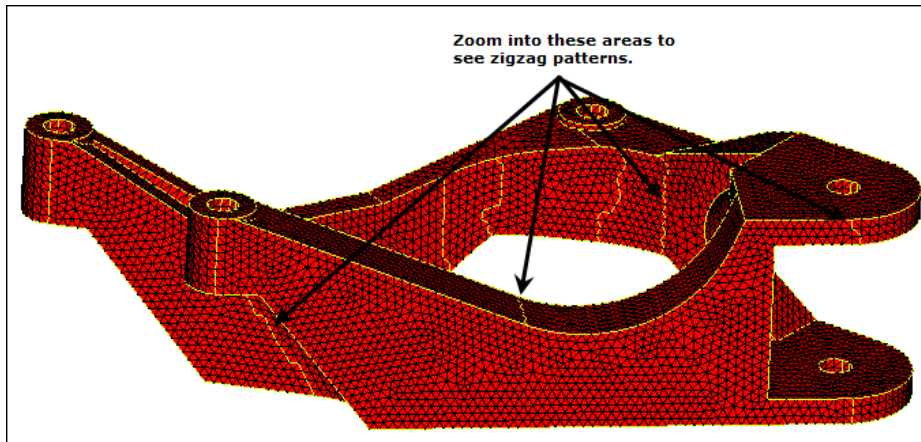 Zoom into these areas to
see zigzag patterns.